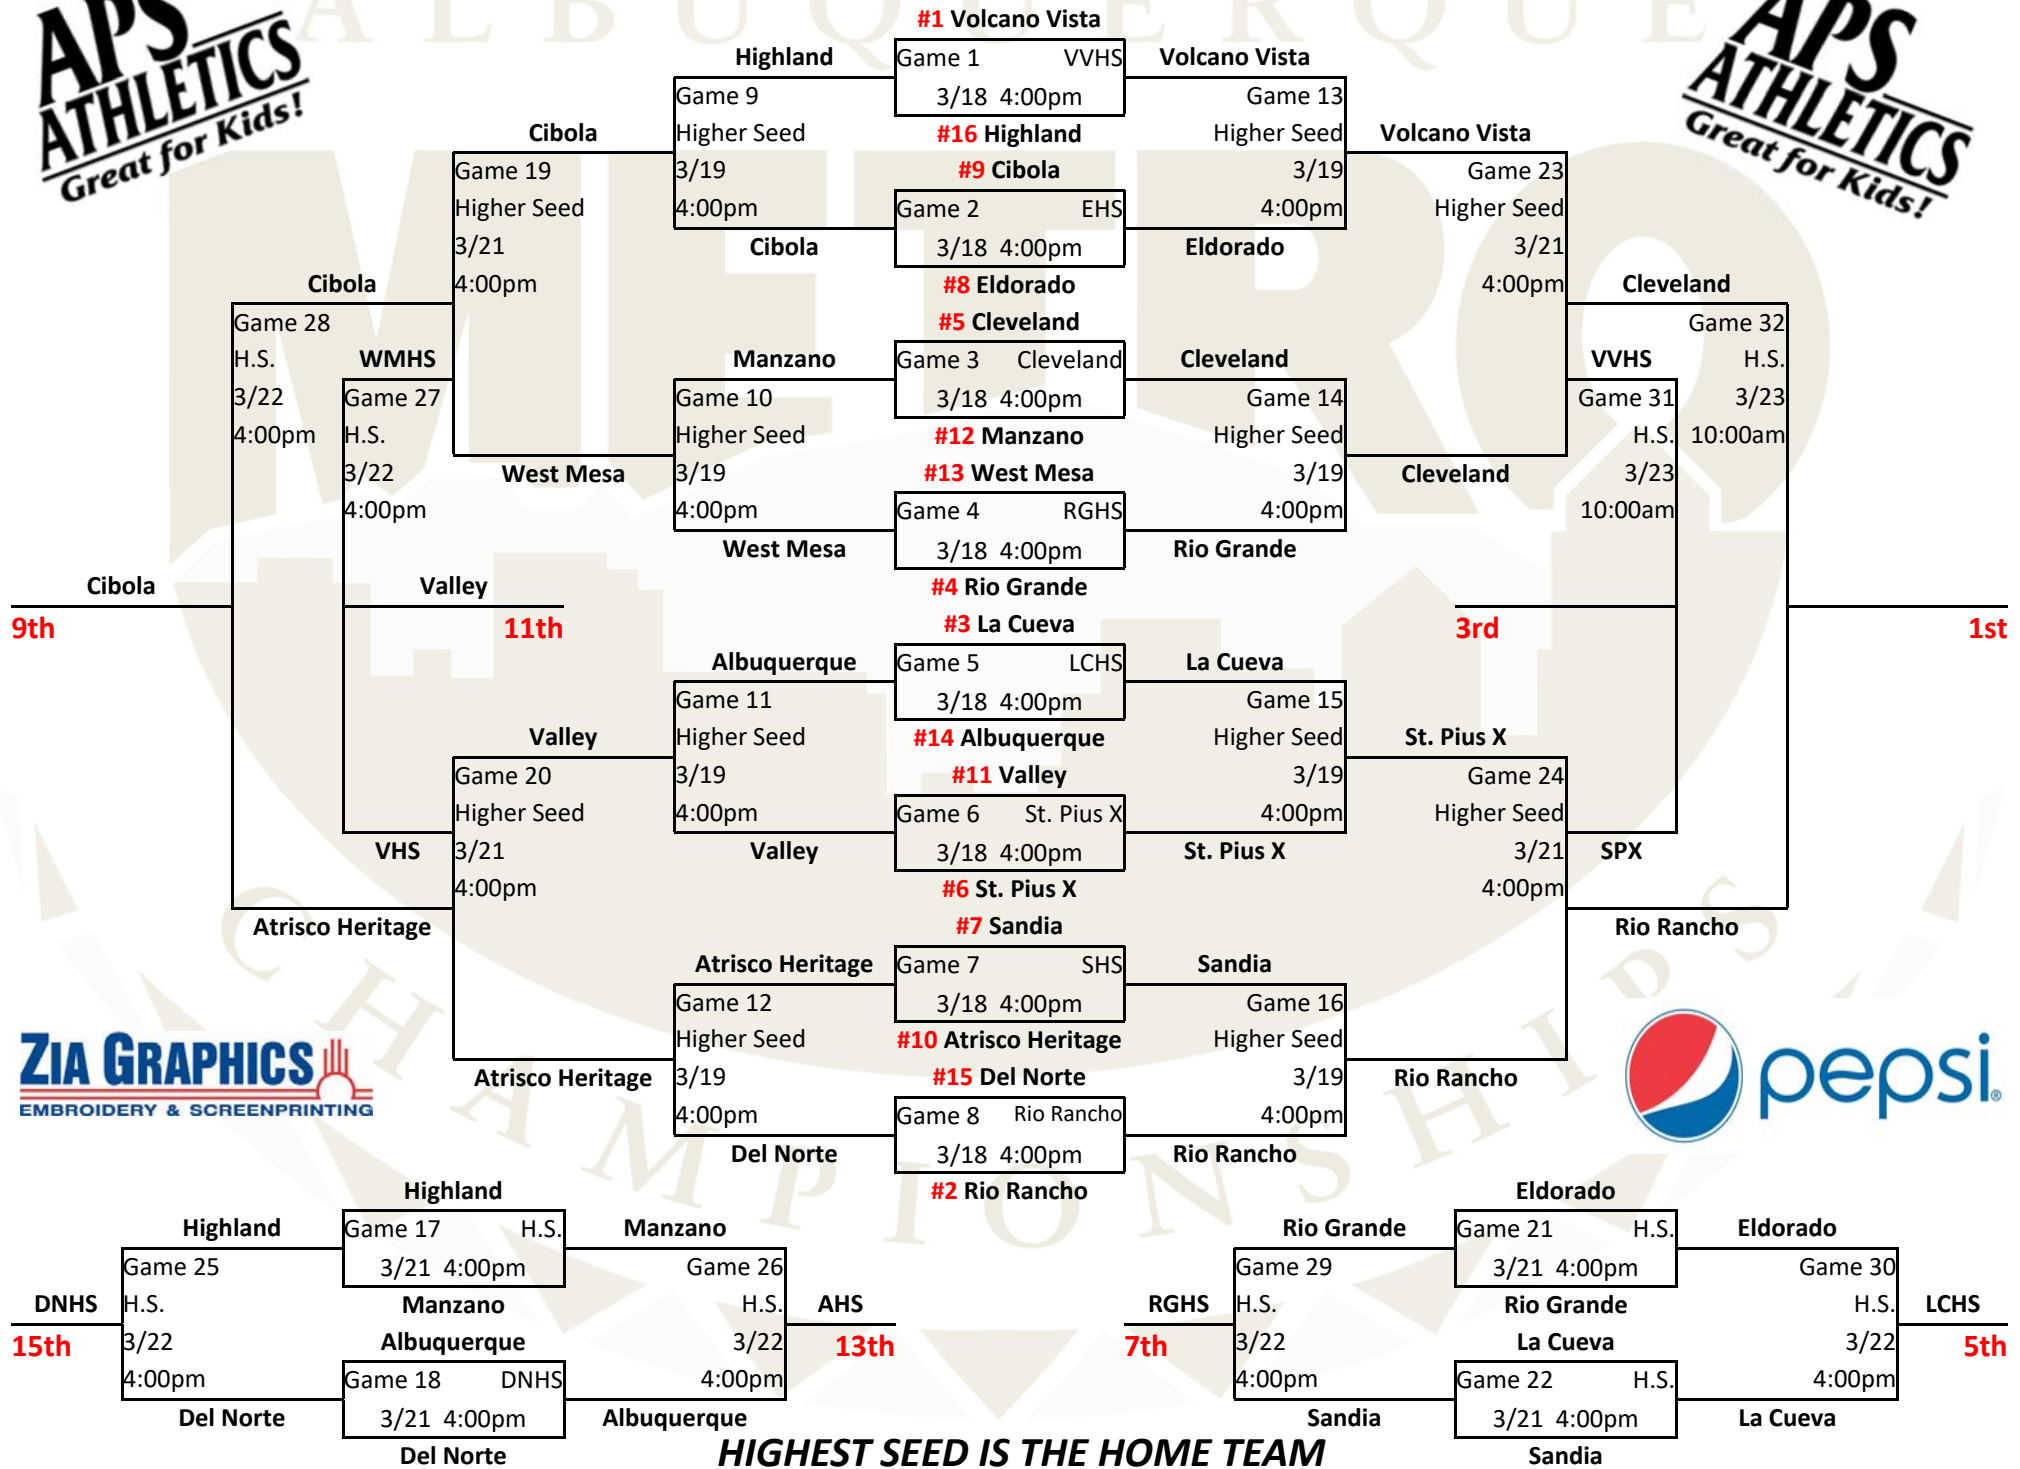 ALBUQUERQUE
METRO
CHAMPIONSHIPS
APS
ATHLETICS
Great for Kids!
APS
ATHLETICS
Great for Kids!
#1 Volcano Vista
Highland
Game 1 VVHS
Volcano Vista
Game 9
3/18 4:00pm
Game 13
Cibola
Higher Seed
#16 Highland
Higher Seed
Volcano Vista
Game 19
3/19
#9 Cibola
3/19
Game 23
Higher Seed
4:00pm
Game 2 EHS
4:00pm
Higher Seed
3/21
Cibola
3/18 4:00pm
Eldorado
3/21
Cibola
4:00pm
#8 Eldorado
4:00pm
Cleveland
Game 28
#5 Cleveland
Game 32
H.S.
WMHS
Manzano
Game 3 Cleveland
Cleveland
VVHS
H.S.
3/22
Game 27
Game 10
3/18 4:00pm
Game 14
Game 31
3/23
4:00pm
H.S.
Higher Seed
#12 Manzano
Higher Seed
H.S.
10:00am
3/22
West Mesa
3/19
#13 West Mesa
3/19
Cleveland
3/23
4:00pm
4:00pm
Game 4 RGHS
4:00pm
10:00am
West Mesa
3/18 4:00pm
Rio Grande
Cibola
Valley
#4 Rio Grande
9th
11th
#3 La Cueva
3rd
1st
Albuquerque
Game 5 LCHS
La Cueva
Game 11
3/18 4:00pm
Game 15
Valley
Higher Seed
#14 Albuquerque
Higher Seed
St. Pius X
Game 20
3/19
#11 Valley
3/19
Game 24
Higher Seed
4:00pm
Game 6 St. Pius X
4:00pm
Higher Seed
VHS
3/21
Valley
3/18 4:00pm
St. Pius X
3/21
SPX
4:00pm
#6 St. Pius X
4:00pm
Atrisco Heritage
#7 Sandia
Rio Rancho
Atrisco Heritage
Game 7 SHS
Sandia
Game 12
3/18 4:00pm
Game 16
Higher Seed
#10 Atrisco Heritage
Higher Seed
Atrisco Heritage
3/19
#15 Del Norte
3/19
Rio Rancho
4:00pm
Game 8 Rio Rancho
4:00pm
Del Norte
3/18 4:00pm
Rio Rancho
#2 Rio Rancho
ZIA GRAPHICS
EMBROIDERY & SCREENPRINTING
pepsi®
Highland
Highland
Game 17 H.S.
Manzano
Game 25
3/21 4:00pm
Game 26
DNHS
H.S.
Manzano
H.S.
AHS
15th
3/22
Albuquerque
3/22
13th
4:00pm
Game 18 DNHS
4:00pm
Del Norte
3/21 4:00pm
Albuquerque
Del Norte
Eldorado
Rio Grande
Game 21 H.S.
Eldorado
Game 29
3/21 4:00pm
Game 30
RGHS
H.S.
Rio Grande
H.S.
LCHS
7th
3/22
La Cueva
3/22
5th
4:00pm
Game 22 H.S.
4:00pm
Sandia
3/21 4:00pm
La Cueva
Sandia
HIGHEST SEED IS THE HOME TEAM